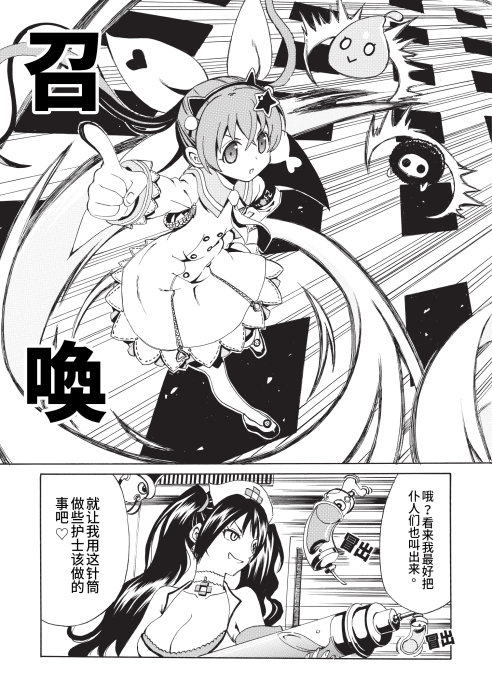 召
喚
哦？看来我最好把
仆人们也叫出来。
冒出
冒出
就让我用这针筒
做些护士该做的
事吧♡